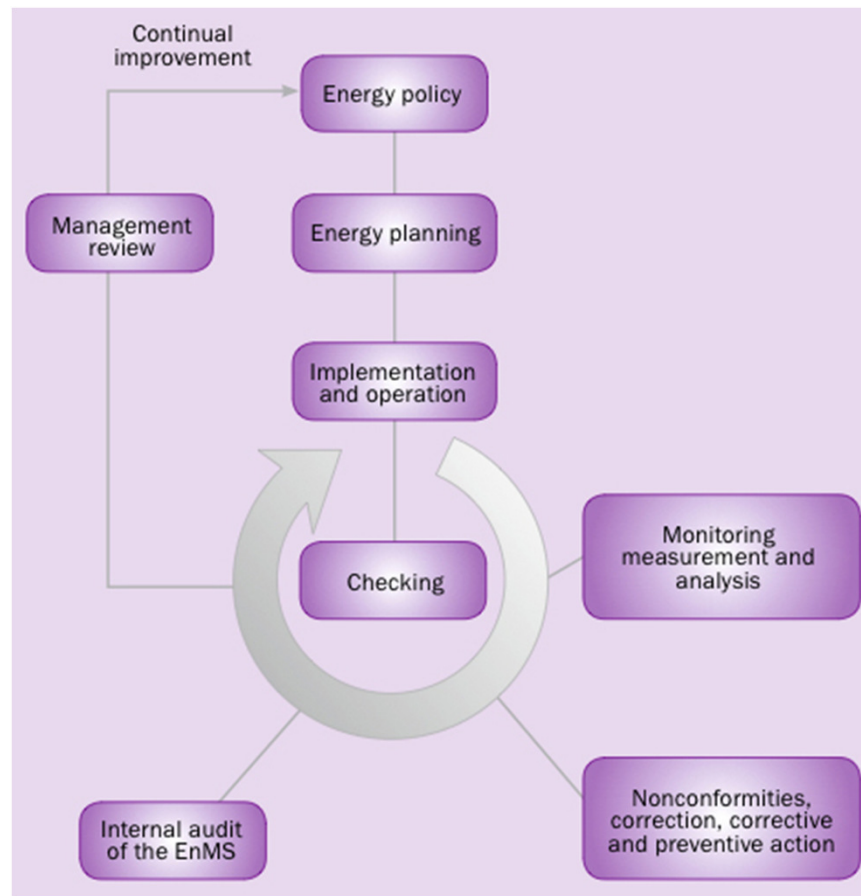 Continual
improvement
Energy policy
Management
review
Energy planning
Implementation
and operation
Checking
Monitoring
measurement and
analysis
Internal audit
of the EnMS
Nonconformities,
correction, corrective
and preventive action